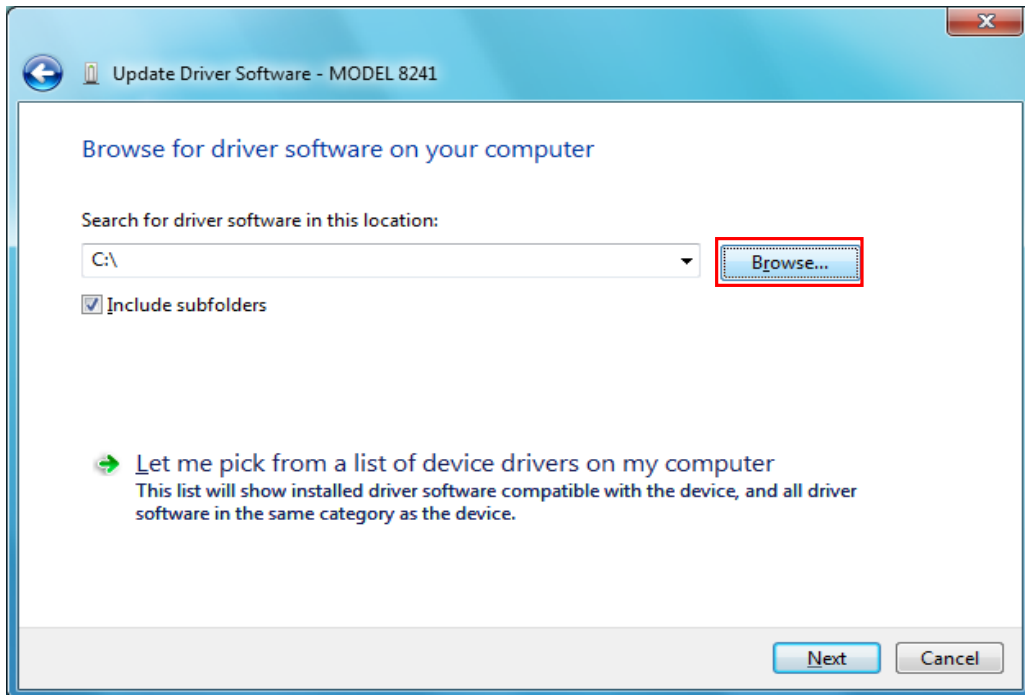 Update Driver Software - MODEL 8241
Browse for driver software on your computer
Search for driver software in this location:
C:\
Browse...
Include subfolders
Let me pick from a list of device drivers on my computer
This list will show installed driver software compatible with the device, and all driver
software in the same category as the device.
Next
Cancel